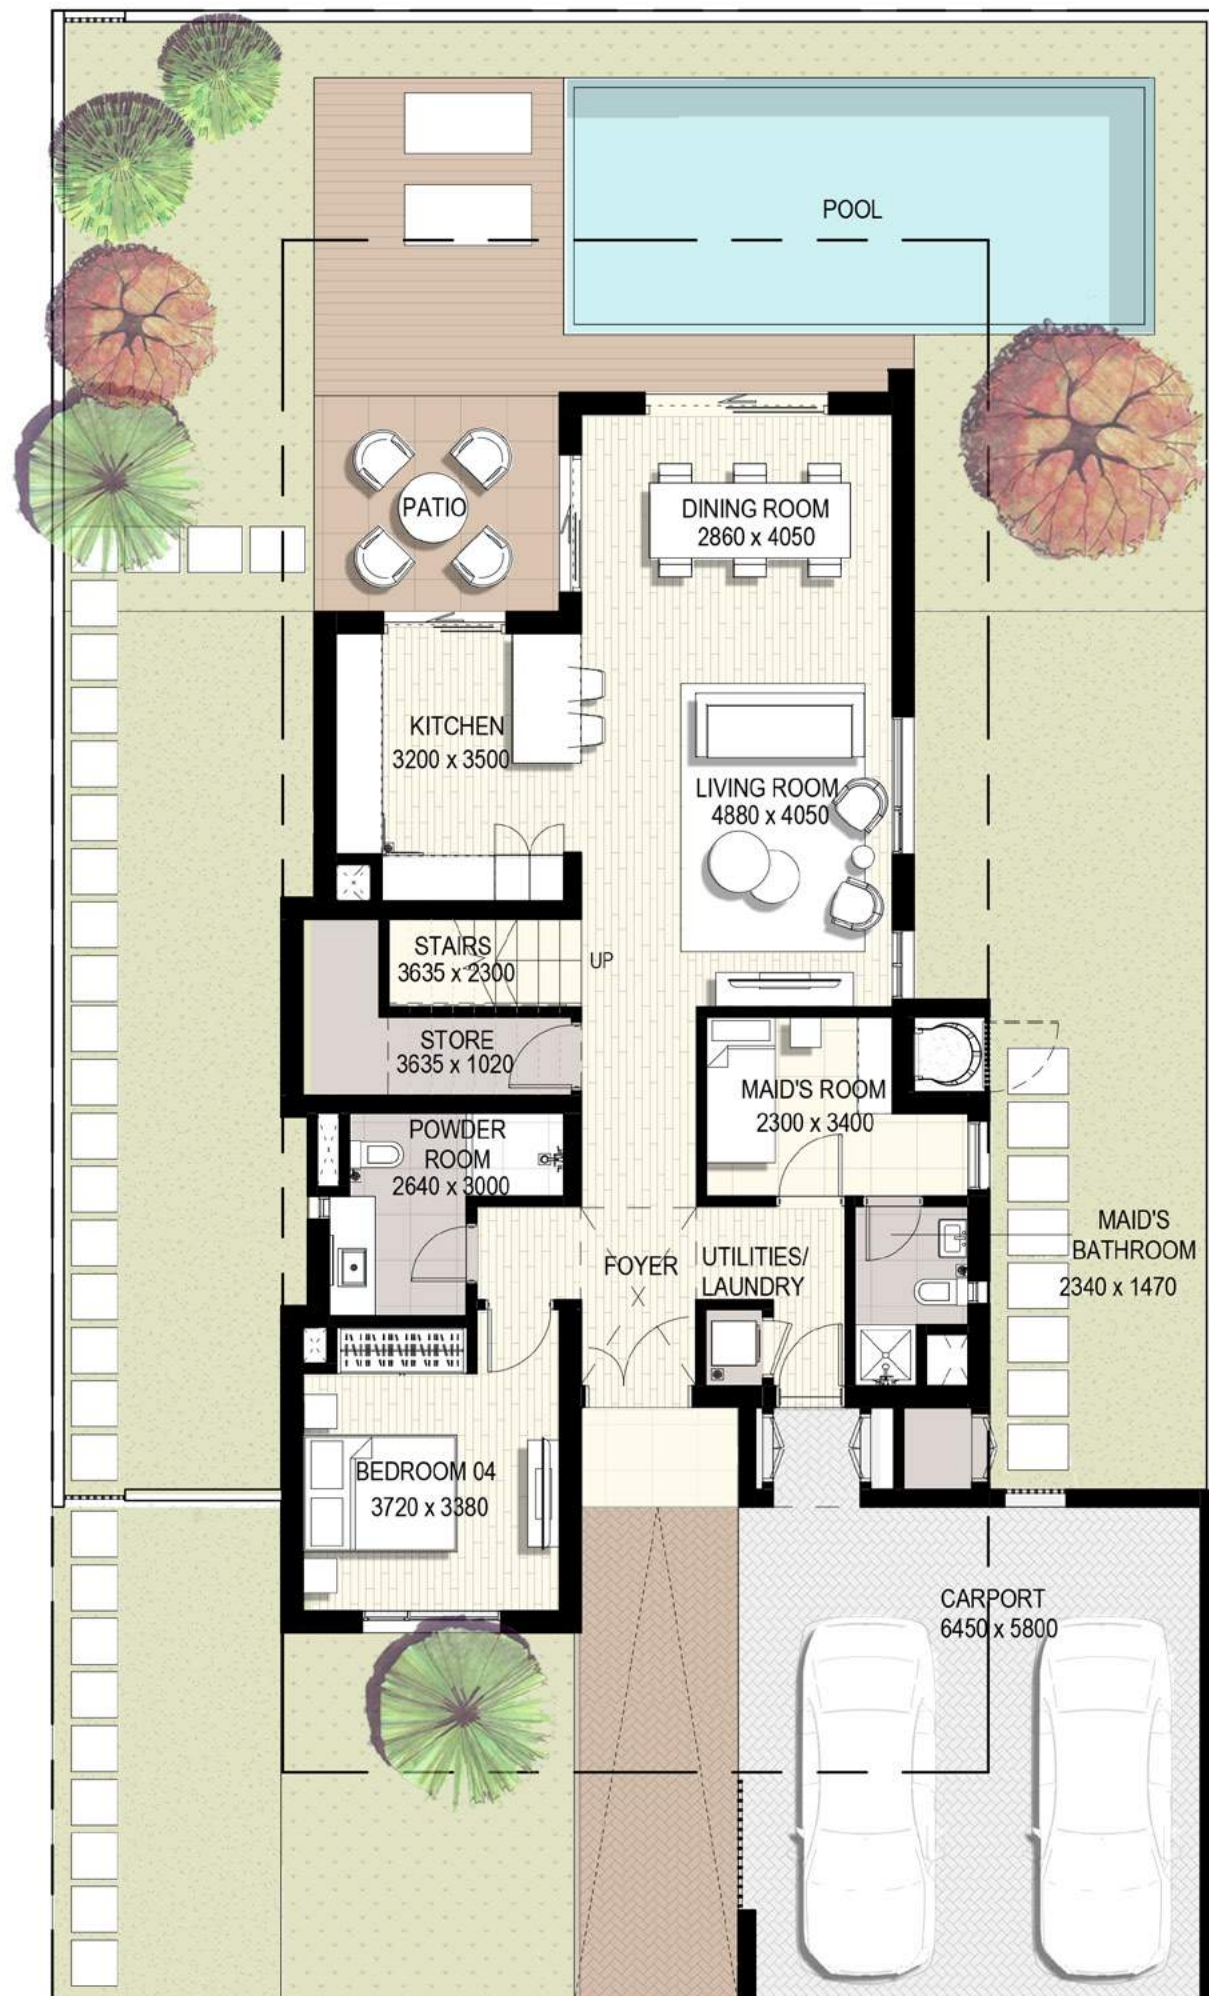 POOL
PATIO
DINING ROOM
2860 x 4050
KITCHEN
3200 x 3500
LIVING ROOM
4880 x 4050
STAIRS
3635 x 2300
UP
STORE
3635 x 1020
MAID'S ROOM
2300 x 3400
POWDER
ROOM
2640 x 3000
FOYER
UTILITIES/
LAUNDRY
MAID'S
BATHROOM
2340 x 1470
BEDROOM 04
3720 x 3380
CARPORT
6450 x 5800